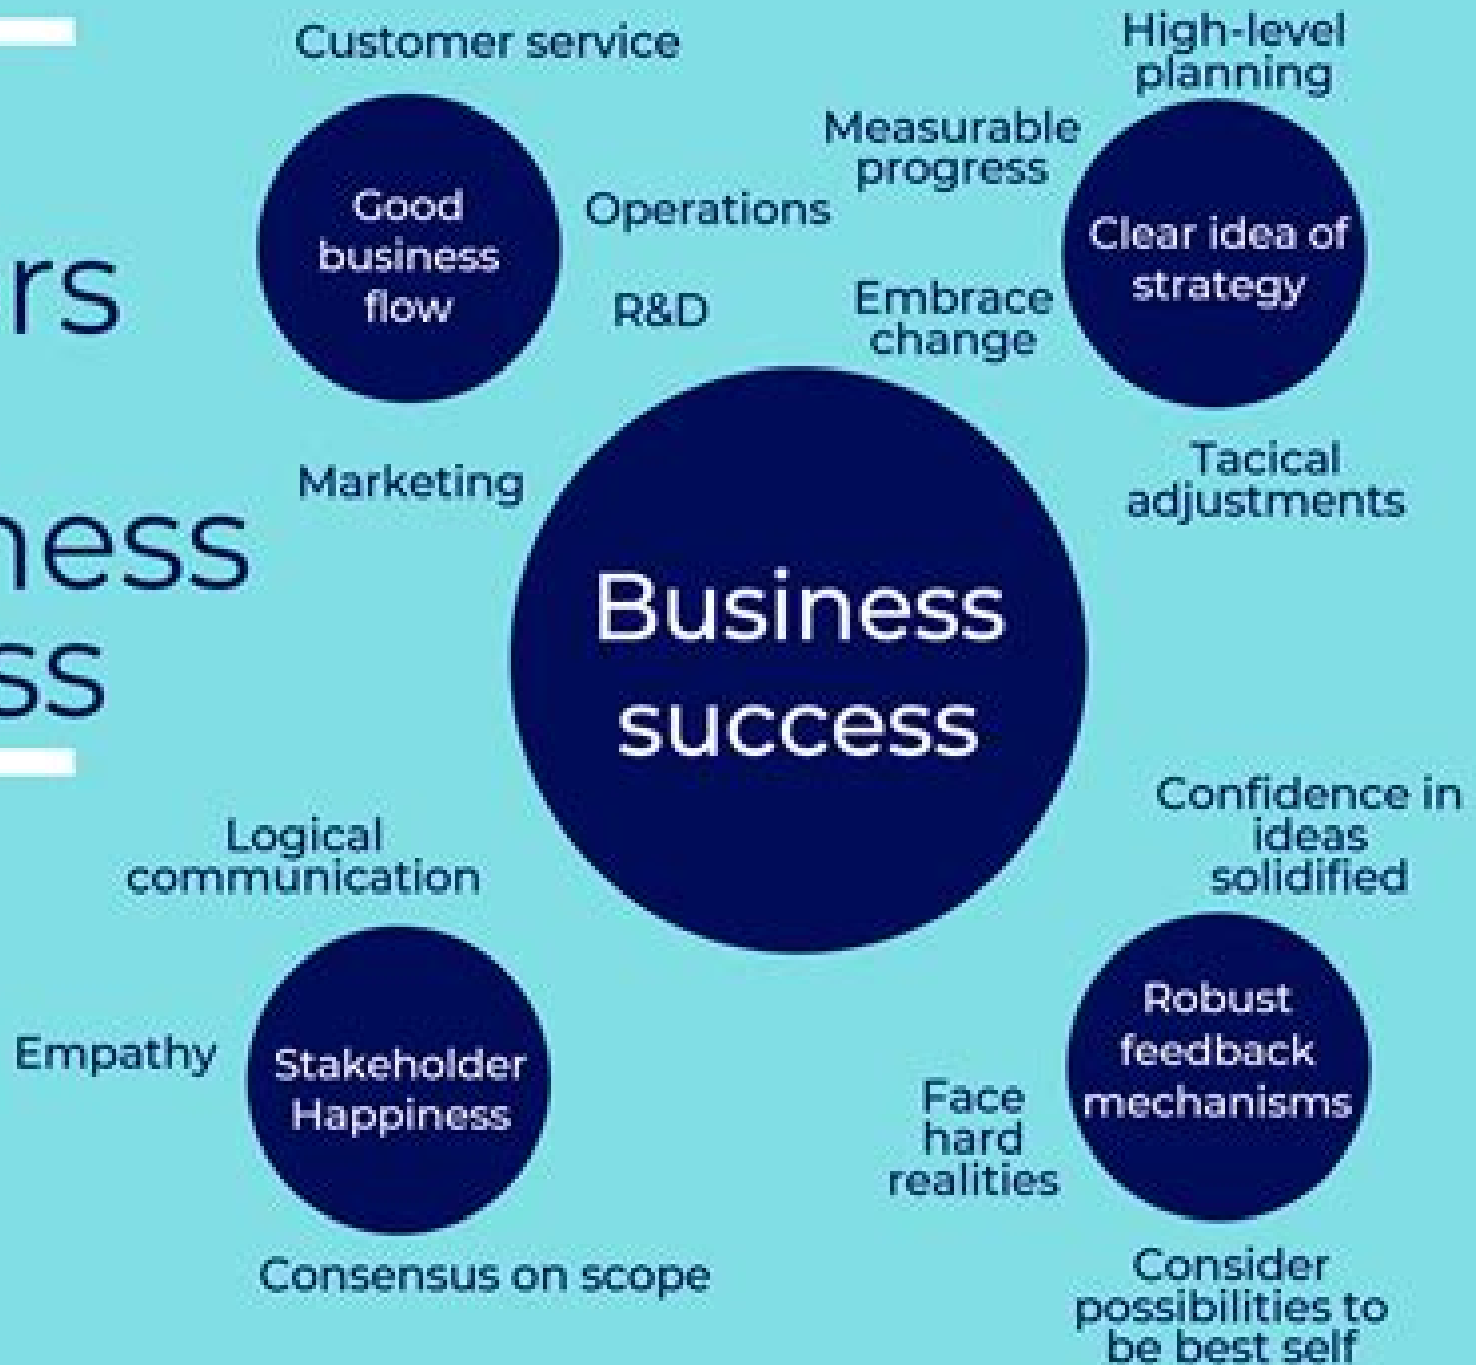 rs
ness
ss
Customer service
Good
business
flow
Operations
R&D
Marketing
High-level
planning
Measurable
progress
Clear idea of
strategy
Embrace
change
Tacical
adjustments
Business
success
Logical
communication
Empathy
Stakeholder
Happiness
Consensus on scope
Confidence in
ideas
solidified
Robust
feedback
mechanisms
Face
hard
realities
Consider
possibilities to
be best self